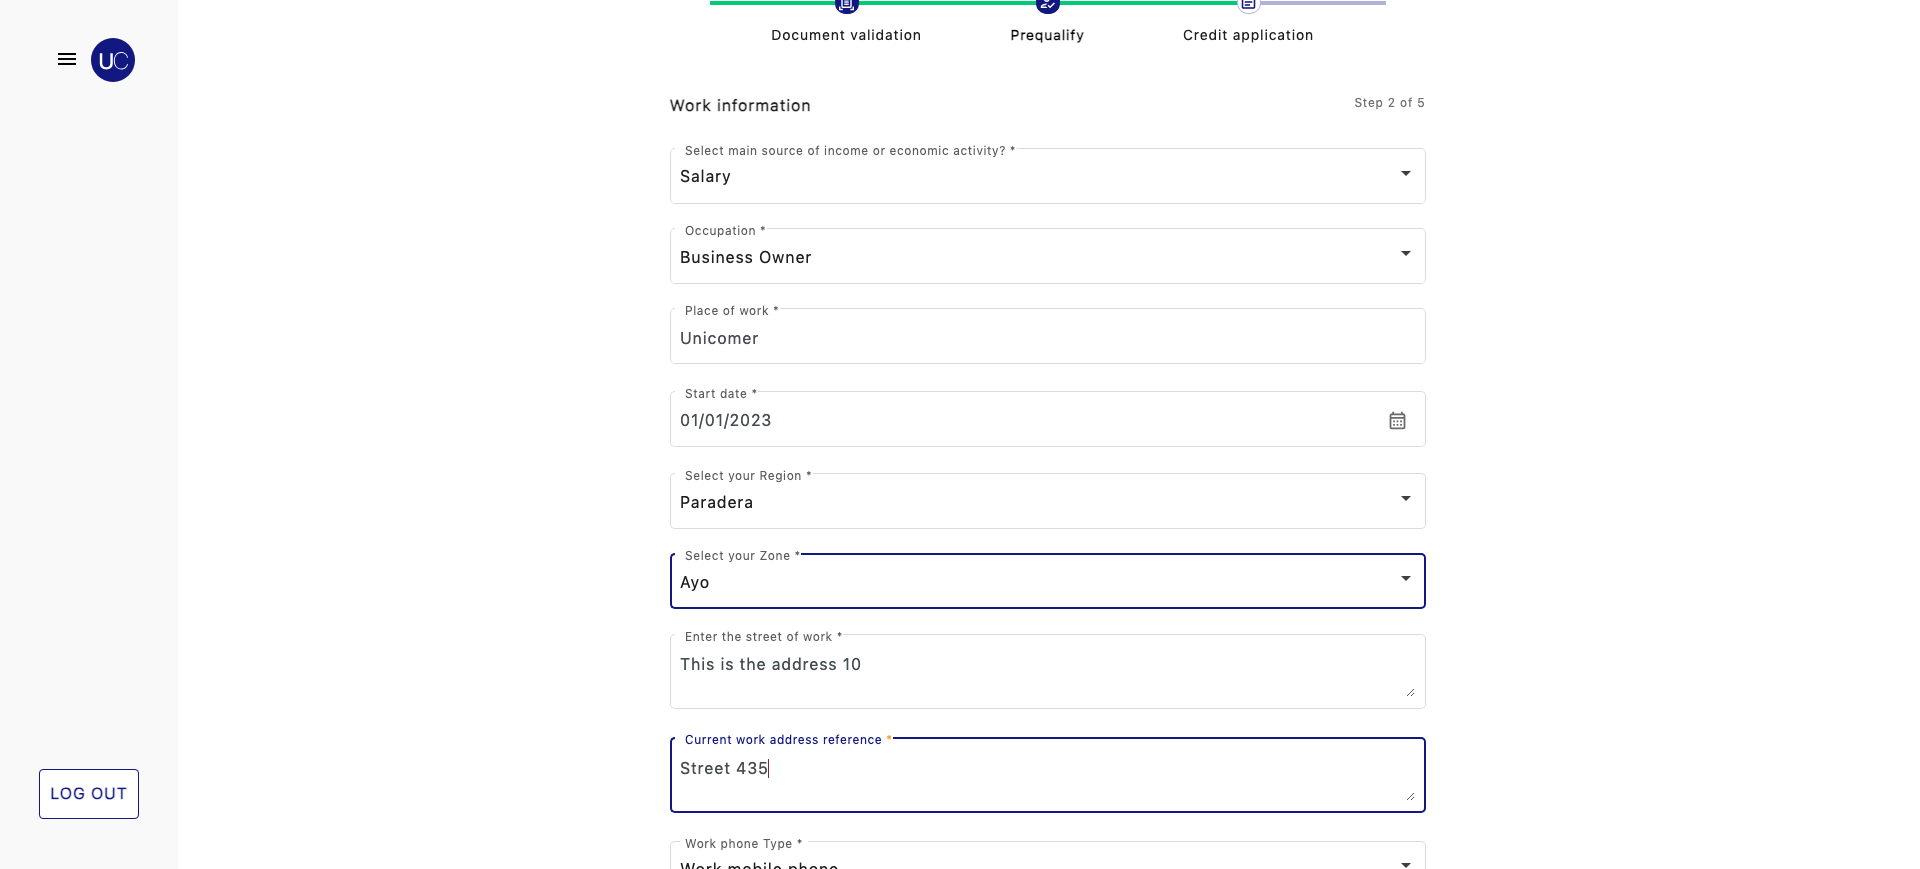 UC
Document validation
Prequalify
Credit application
Work information
Step 2 of 5
Select main source of income or economic activity? *
Salary
Occupation *
Business Owner
Place of work *
Unicomer
Start date *
01/01/2023
Select your Region *
Paradera
Select your Zone *
Ayo
Enter the street of work *
This is the address 10
Current work address reference *
Street 435
Work phone Type *
Work mobile phone
LOG OUT